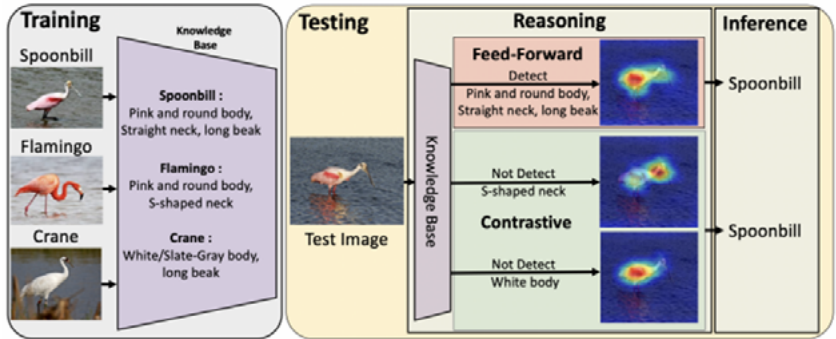 Training
Knowledge
Base
Spoonbill
Spoonbill :
Pink and round body,
Straight neck, long beak
Flamingo
Flamingo :
Pink and round body,
S-shaped neck
Crane
Crane :
White/Slate-Gray body,
long beak
Testing
Test Image
Knowledge Base
Reasoning
Feed-Forward
Detect
Pink and round body,
Straight neck, long beak
Not Detect
S-shaped neck
Contrastive
Not Detect
White body
Inference
Spoonbill
Spoonbill